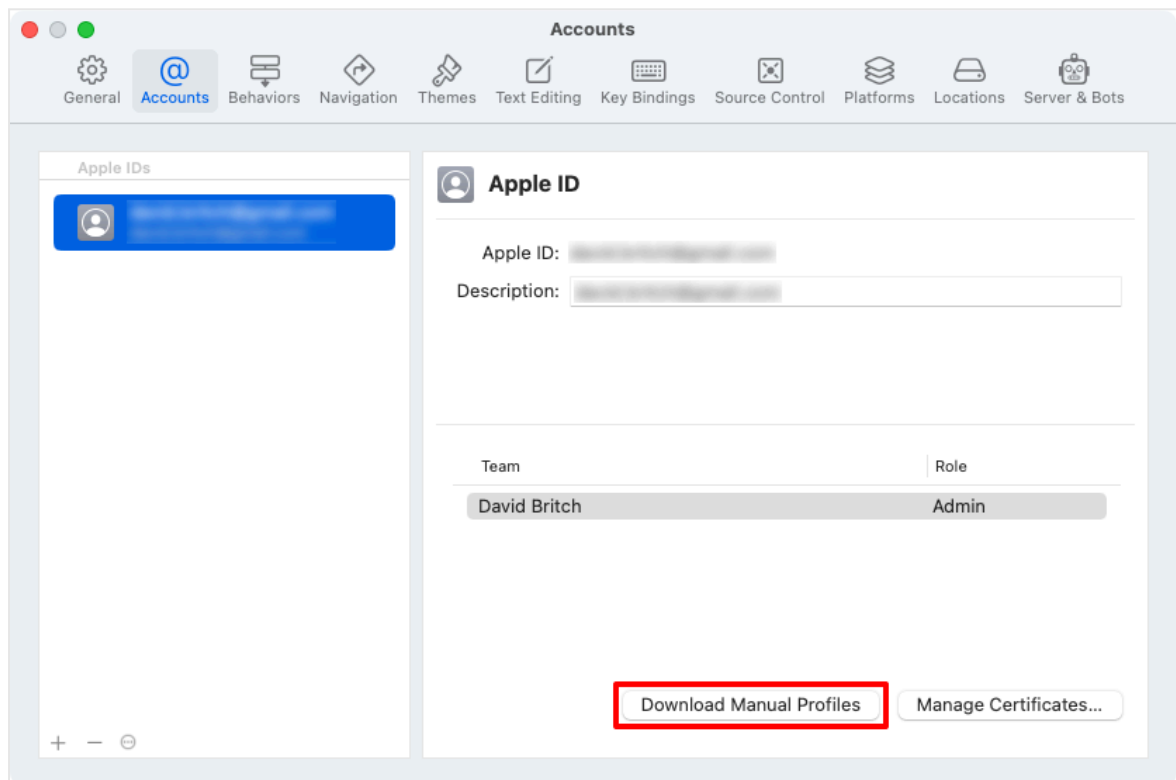 Accounts
General Accounts Behaviors Navigation Themes Text Editing Key Bindings Source Control Platforms Locations Server & Bots
Apple IDs
Apple ID
Apple ID:
Description:
Team Role
David Britch Admin
Download Manual Profiles Manage Certificates...